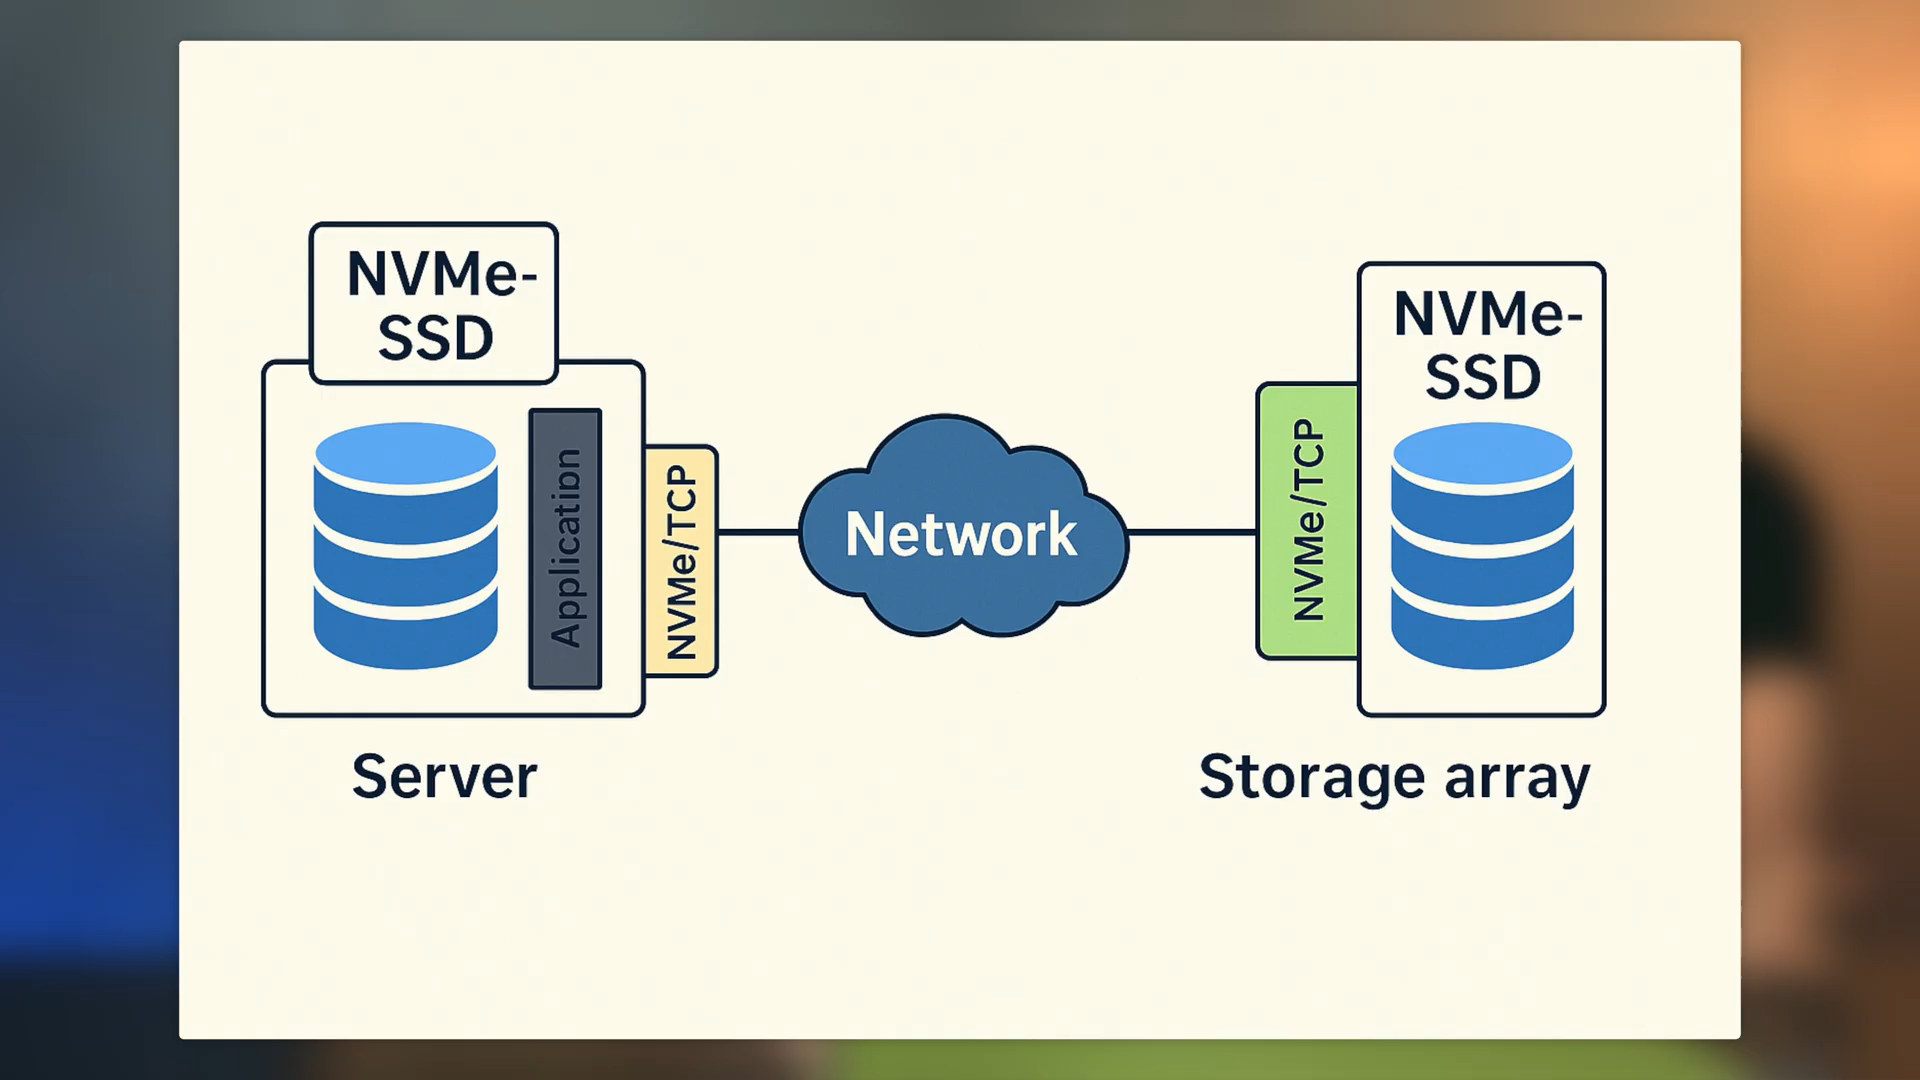 NVMe-
SSD
Application
NVMe/TCP
Server
Network
NVMe/TCP
NVMe-
SSD
Storage array